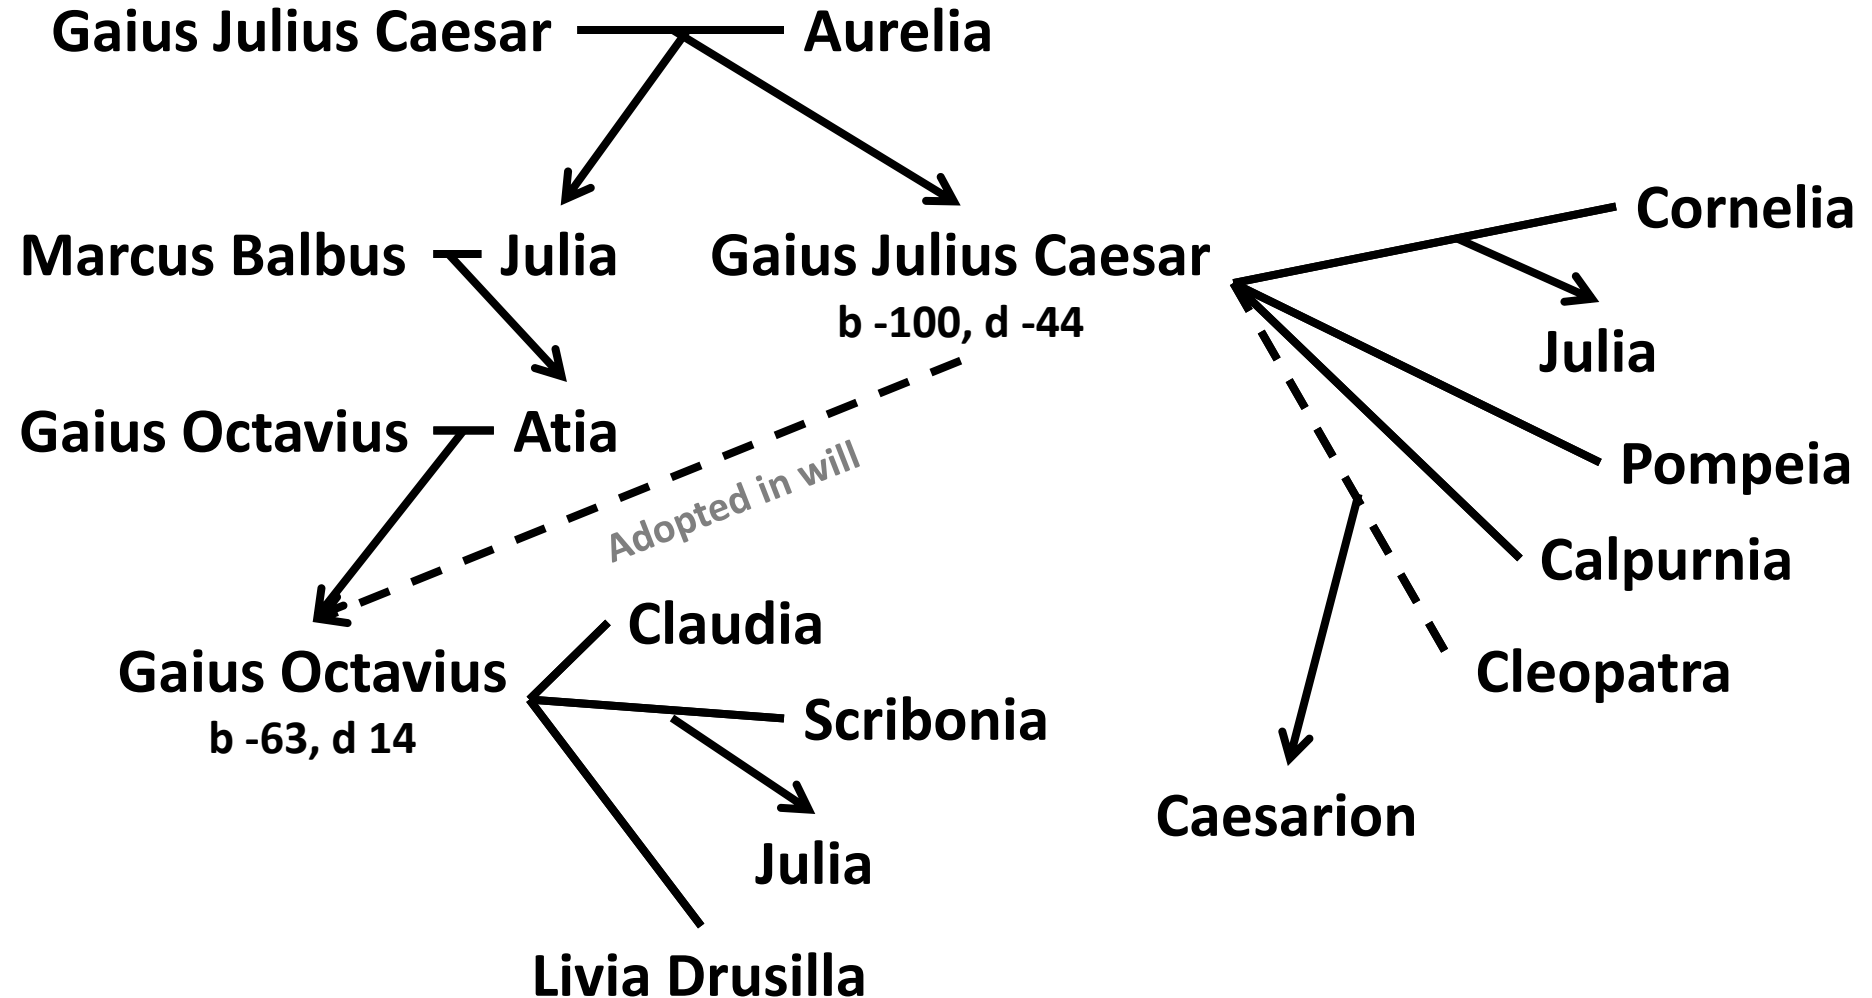 Gaius Julius Caesar
Aurelia
Marcus Balbus
Julia
Gaius Julius Caesar
b -100, d -44
Cornelia
Julia
Gaius Octavius
Atia
Adopted in will
Pompeia
Calpurnia
Cleopatra
Caesarion
Gaius Octavius
b -63, d 14
Claudia
Scribonia
Julia
Livia Drusilla